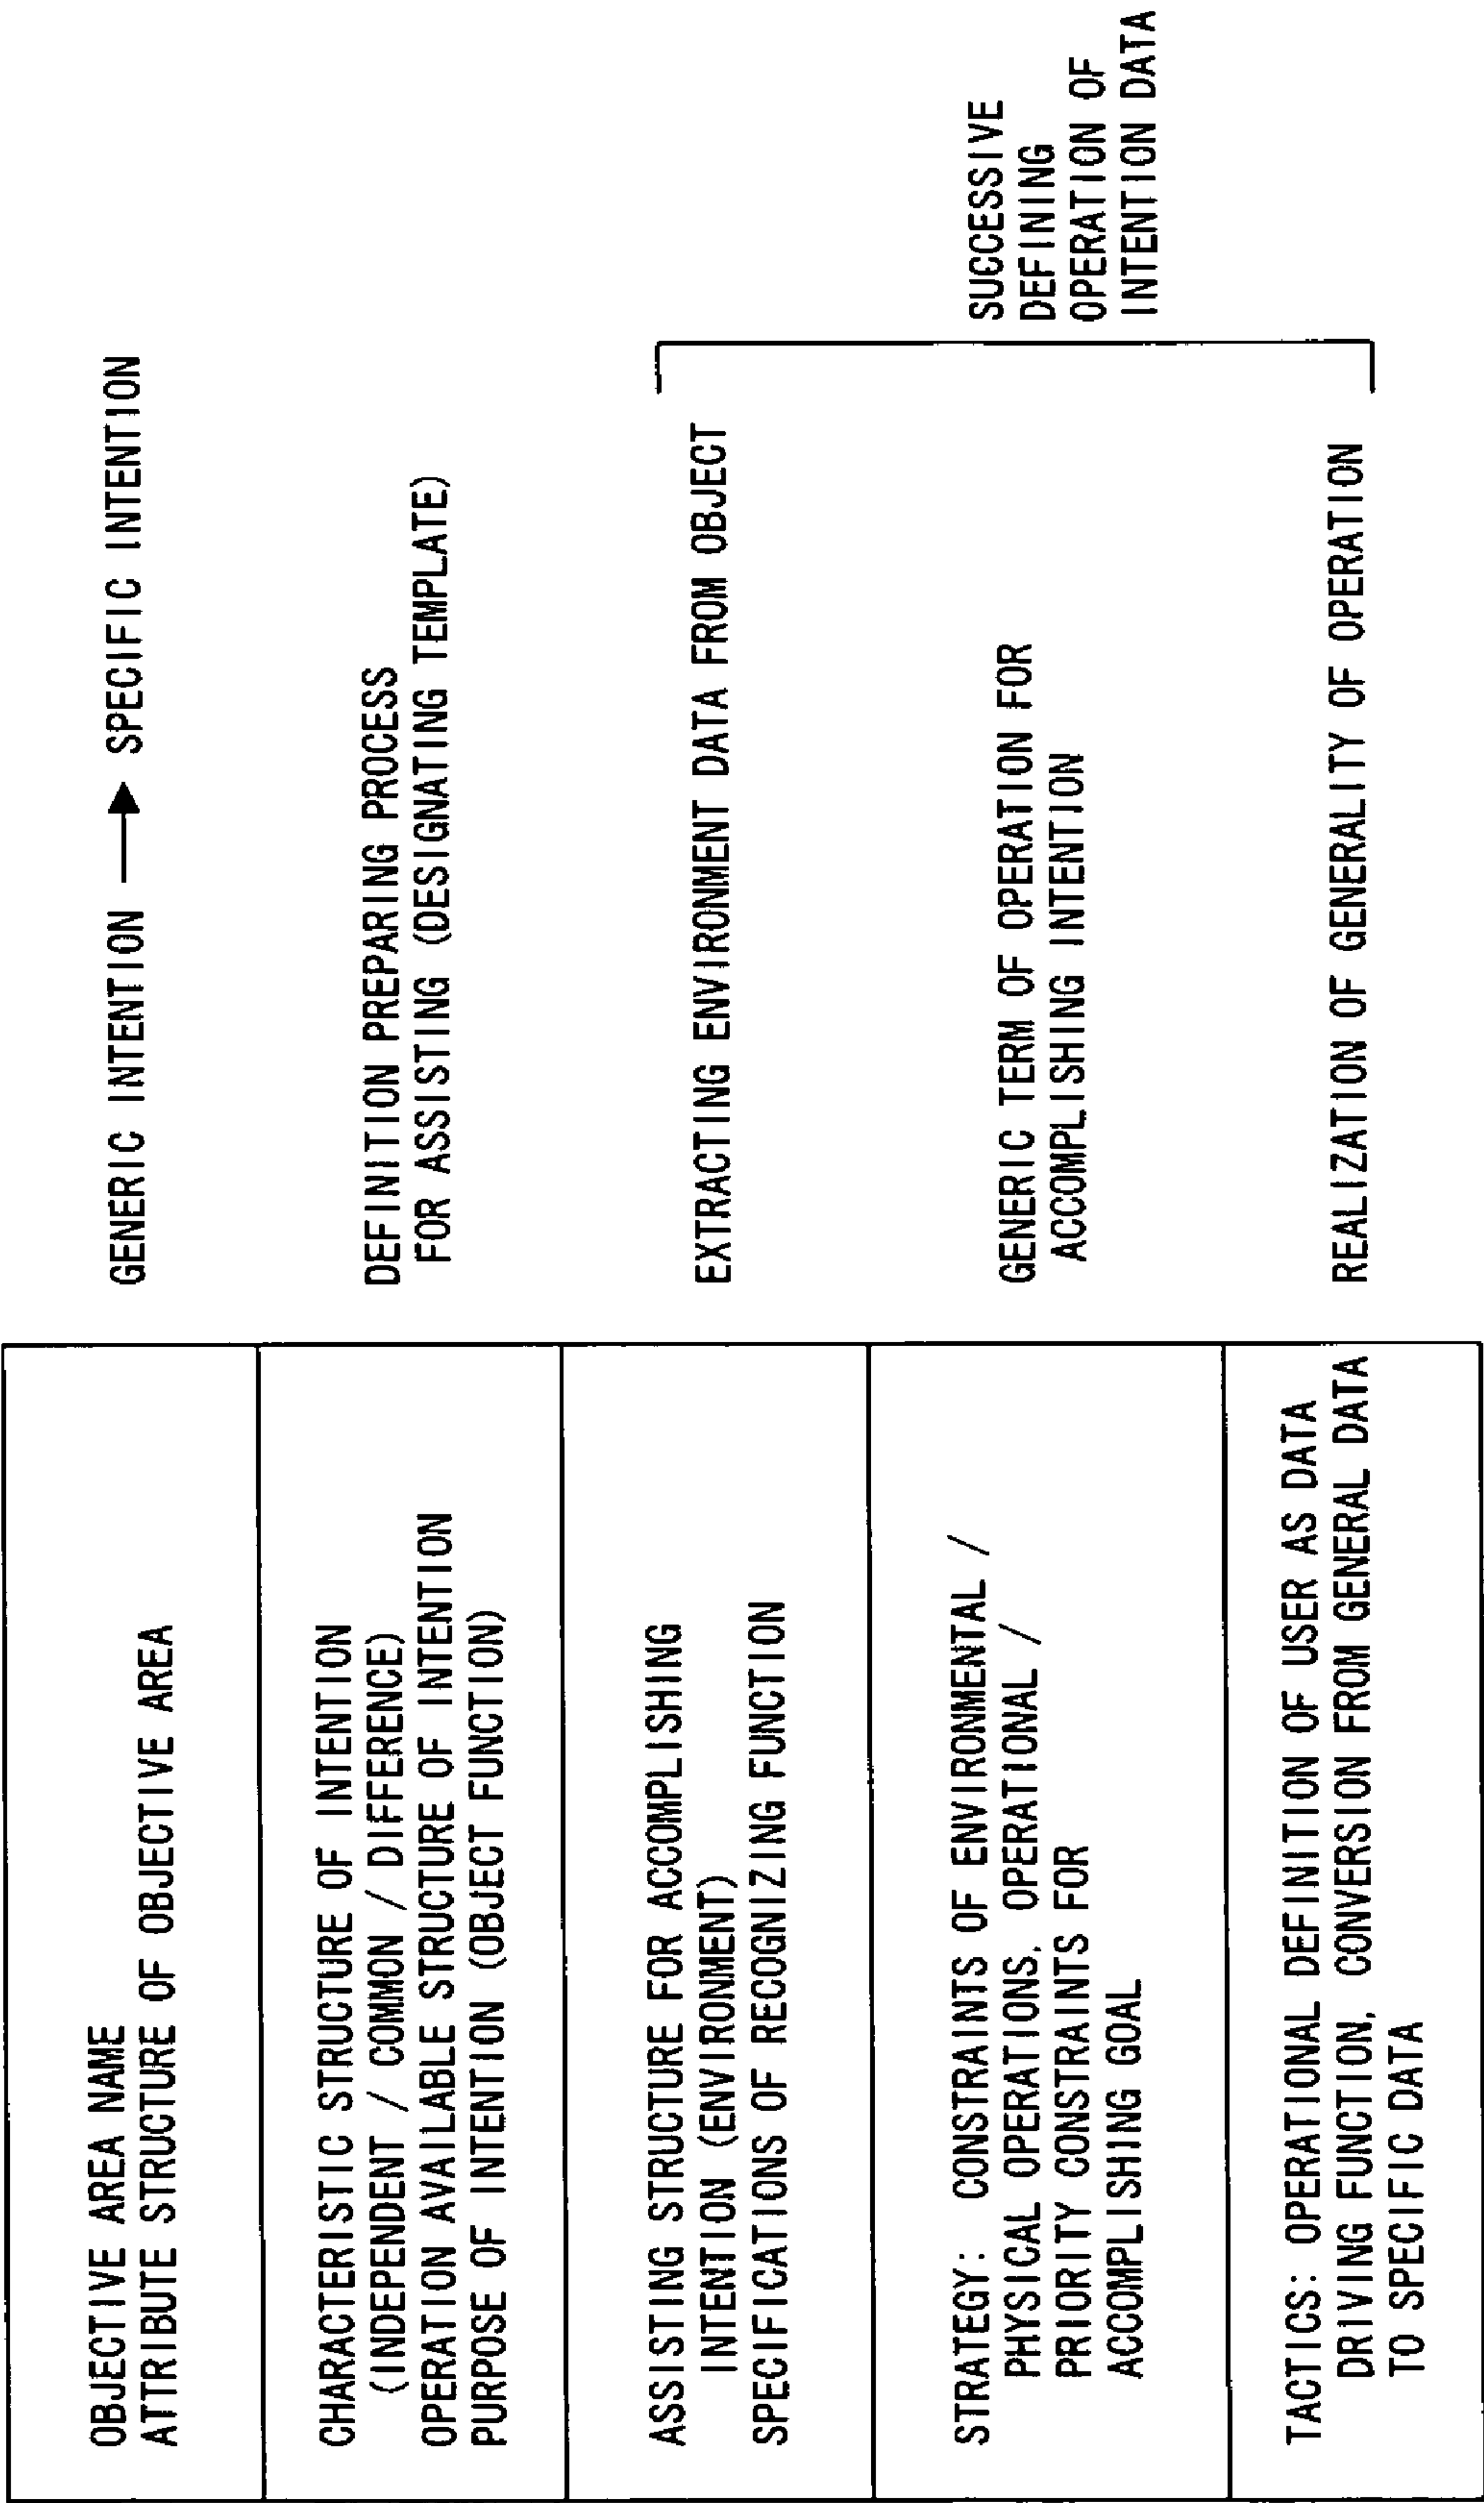 OBJECTIVE AREA NAME
ATTRIBUTE STRUCTURE OF OBJECTIVE AREA
GENERIC INTENTION → SPECIFIC INTENTION
CHARACTERISTIC STRUCTURE OF INTENTION
(INDEPENDENT / COMMON / DIFFERENCE)
OPERATION AVAILABLE STRUCTURE OF INTENTION
PURPOSE OF INTENTION (OBJECT FUNCTION)
DEFINITION PREPARING PROCESS
FOR ASSISTING (DESIGNATING TEMPLATE)
ASSISTING STRUCTURE FOR ACCOMPLISHING
INTENTION (ENVIRONMENT)
SPECIFICATIONS OF RECOGNIZING FUNCTION
EXTRACTING ENVIRONMENT DATA FROM OBJECT
STRATEGY: CONSTRAINTS OF ENVIRONMENTAL /
PHYSICAL OPERATIONS, OPERATIONAL /
PRIORITY CONSTRAINTS FOR
ACCOMPLISHING GOAL
GENERIC TERM OF OPERATION FOR
ACCOMPLISHING INTENTION
TACTICS: OPERATIONAL DEFINITION OF USER AS DATA
DRIVING FUNCTION, CONVERSION FROM GENERAL DATA
TO SPECIFIC DATA
REALIZATION OF GENERALITY OF OPERATION
SUCCESSIVE
DEFINING
OPERATION OF
INTENTION DATA